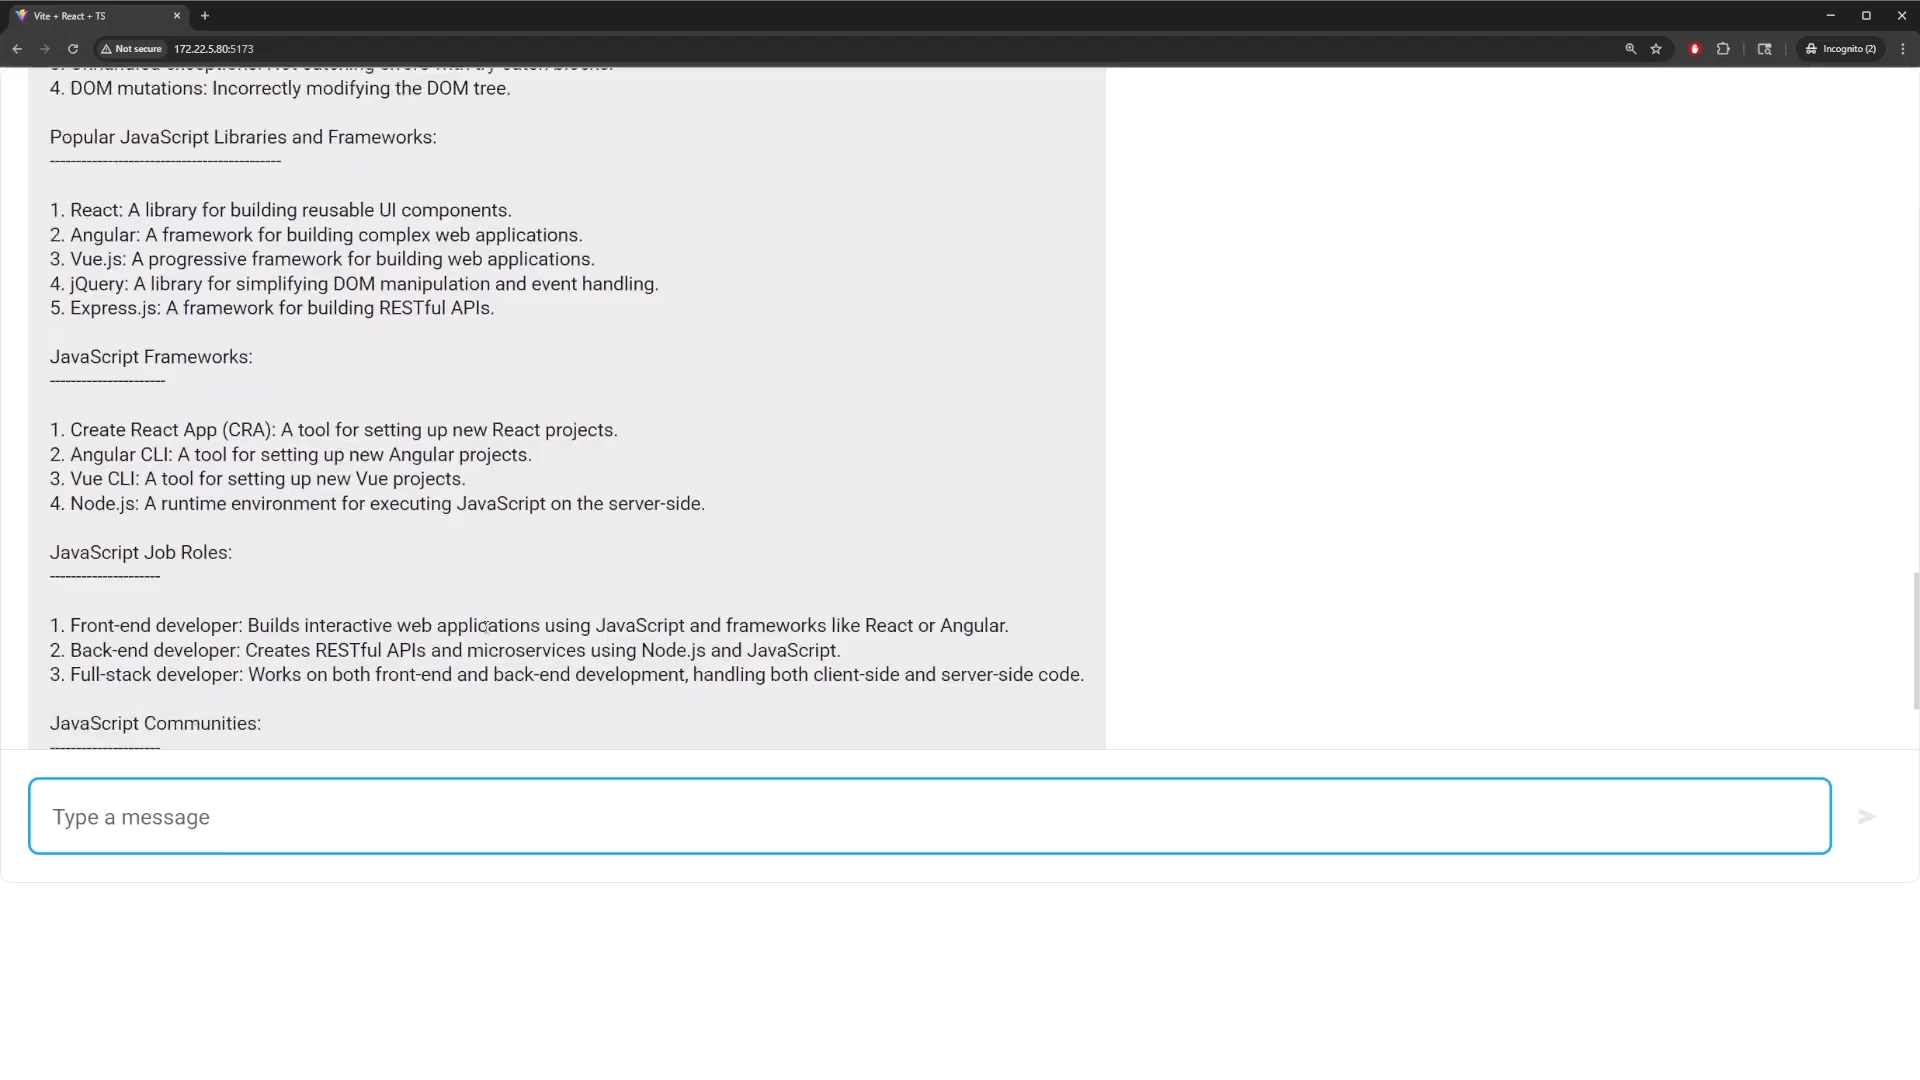 Vite + React + TS
Not secure
172.22.5.80:5173
Incognito (2)
4. DOM mutations: Incorrectly modifying the DOM tree.
Popular JavaScript Libraries and Frameworks:
--------------------------------------------
1. React: A library for building reusable UI components.
2. Angular: A framework for building complex web applications.
3. Vue.js: A progressive framework for building web applications.
4. jQuery: A library for simplifying DOM manipulation and event handling.
5. Express.js: A framework for building RESTful APIs.
JavaScript Frameworks:
----------------------
1. Create React App (CRA): A tool for setting up new React projects.
2. Angular CLI: A tool for setting up new Angular projects.
3. Vue CLI: A tool for setting up new Vue projects.
4. Node.js: A runtime environment for executing JavaScript on the server-side.
JavaScript Job Roles:
---------------------
1. Front-end developer: Builds interactive web applications using JavaScript and frameworks like React or Angular.
2. Back-end developer: Creates RESTful APIs and microservices using Node.js and JavaScript.
3. Full-stack developer: Works on both front-end and back-end development, handling both client-side and server-side code.
JavaScript Communities:
---------------------
Type a message